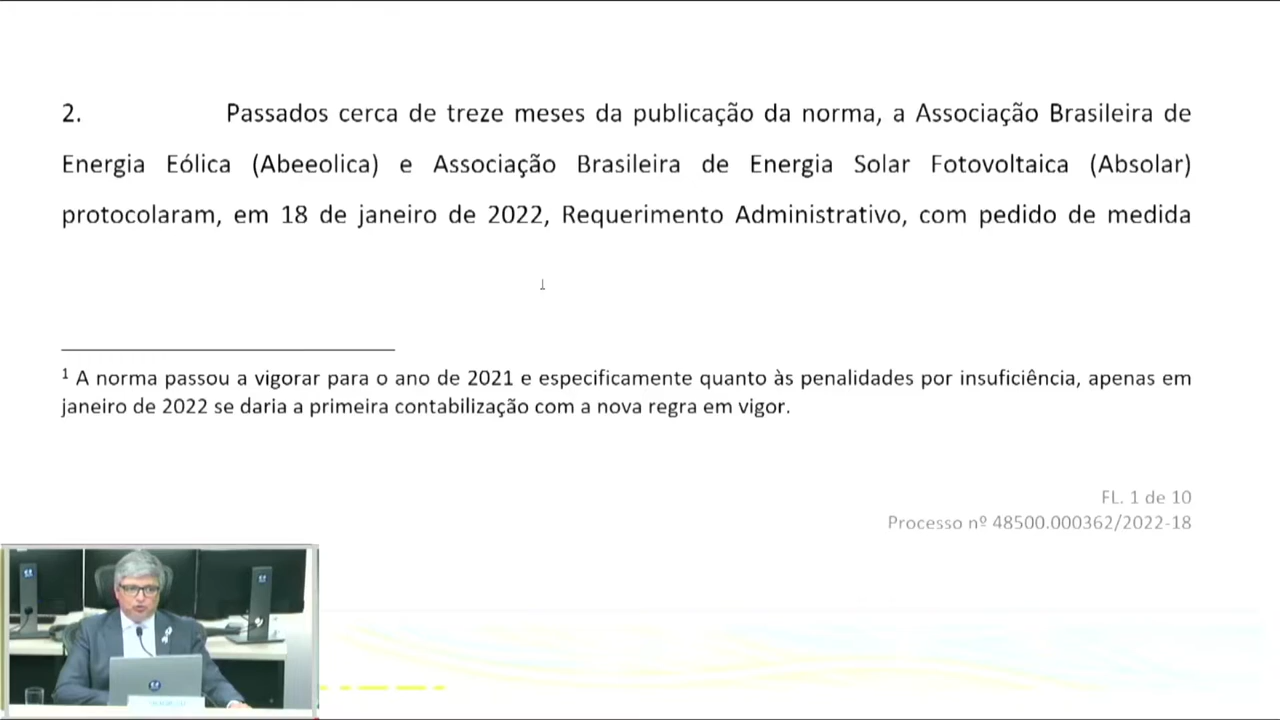 2. Passados cerca de treze meses da publicação da norma, a Associação Brasileira de
Energia Eólica (Abeeolica) e Associação Brasileira de Energia Solar Fotovoltaica (Absolar)
protocolaram, em 18 de janeiro de 2022, Requerimento Administrativo, com pedido de medida
¹ A norma passou a vigorar para o ano de 2021 e especificamente quanto às penalidades por insuficiência, apenas em
janeiro de 2022 se daria a primeira contabilização com a nova regra em vigor.
FL. 1 de 10
Processo nº 48500.000362/2022-18